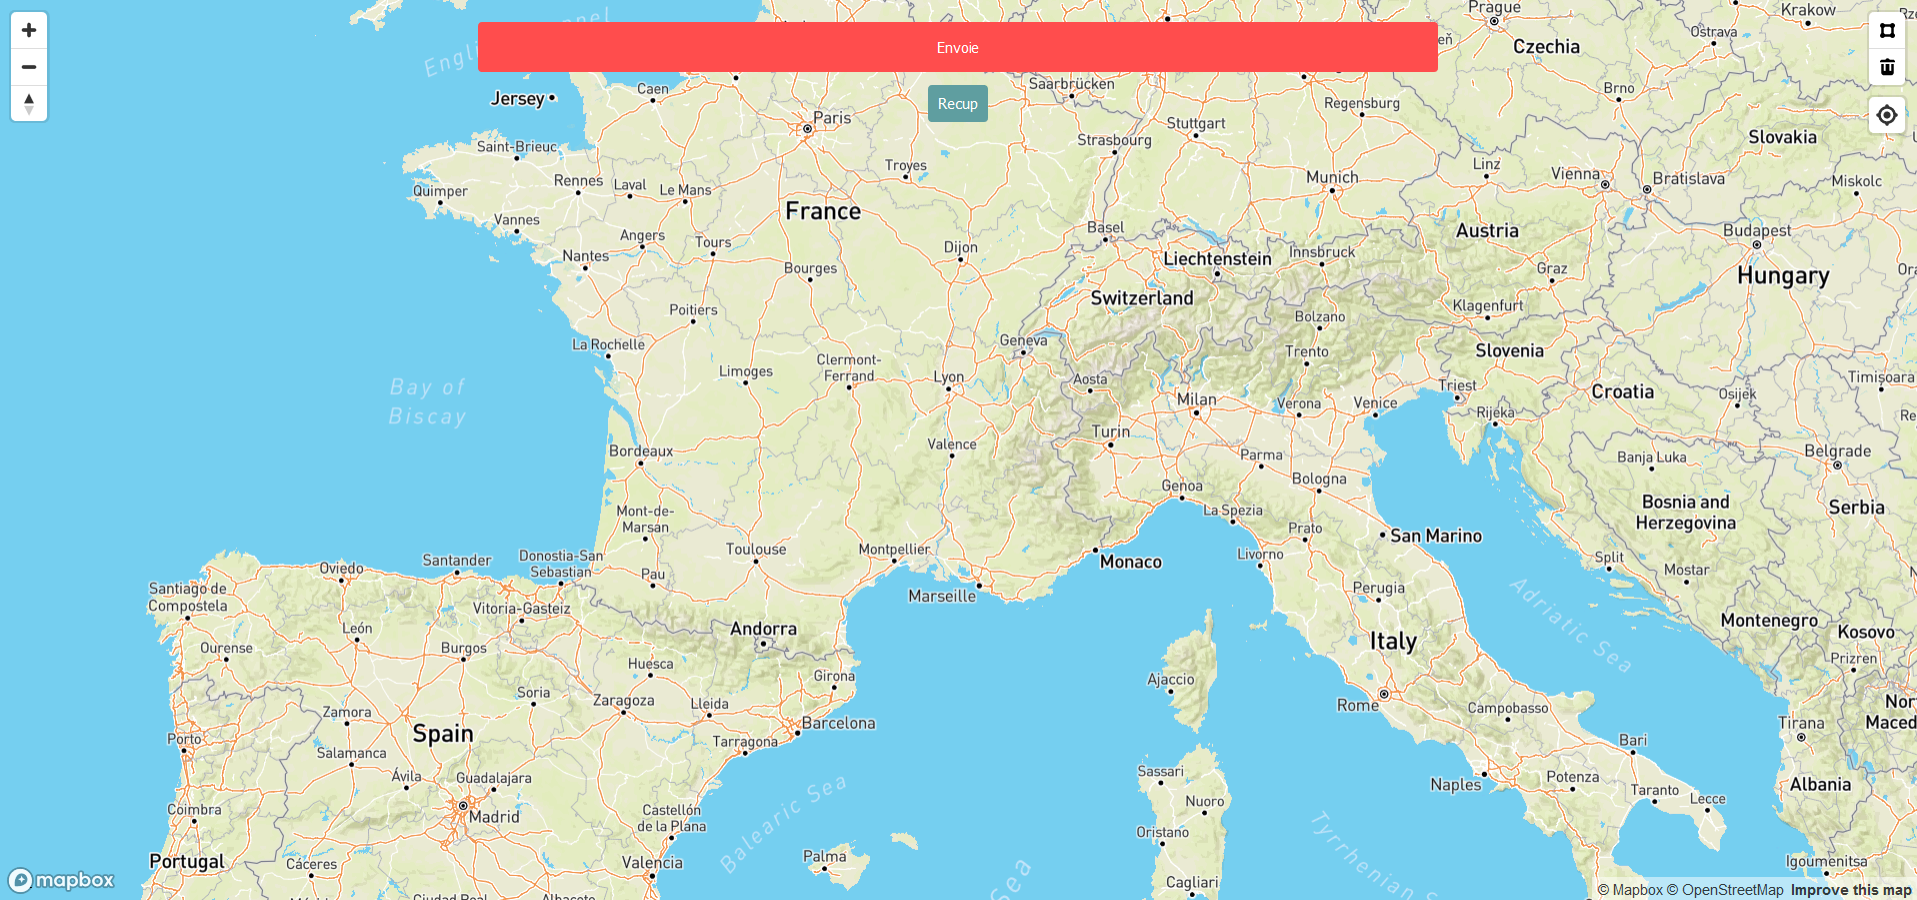 Prague
Krakow
Ostrava
Czechia
Envoie
Brno
Jersey
Caen
Recup
Saarbrücken
Regensburg
Paris
Stuttgart
Slovakia
Saint-Brieuc
Strasbourg
Troyes
Linz
Vienna
Bratislava
Miskolc
Quimper
Rennes
Laval
Le Mans
Munich
France
Vannes
Angers
Tours
Dijon
Basel
Austria
Budapest
Nantes
Bourges
Liechtenstein
Innsbruck
Graz
Hungary
Switzerland
Poitiers
Bolzano
Klagenfurt
La Rochelle
Geneva
Trento
Slovenia
Clermont-
Ferrand
Limoges
Lyon
Aosta
Triest
Croatia
Osijek
Timișoara
Bay of
Biscay
Milan
Verona
Venice
Rijeka
Turin
Valence
Bordeaux
Parma
Banja Luka
Belgrade
Genoa
Bologna
Mont-de-
Marsan
La Spezia
Prato
San Marino
Bosnia and
Herzegovina
Serbia
Toulouse
Montpellier
Monaco
Livorno
Split
Santander
Donostia-San
Sebastian
Oviedo
Pau
Mostar
Santiago de
Compostela
Marseille
Perugia
Adriatic Sea
Vitoria-Gasteiz
León
Andorra
Italy
Montenegro
Kosovo
Ourense
Burgos
Huesca
Girona
Ajaccio
Prizren
Soria
Zaragoza
Lleida
Rome
Campobasso
Zamora
Barcelona
Tirana
Porto
Spain
Tarragona
Bari
Salamanca
Ávila
Guadalajara
Sassari
Naples
Potenza
Albania
Coimbra
Madrid
Castellón
de la Plana
Balearic Sea
Nuoro
Taranto
Lecce
Oristano
Tyrrhenian
Portugal
Cáceres
Valencia
Palma
Igoumenitsa
mapbox
Sea
Cagliari
© Mapbox © OpenStreetMap Improve this map